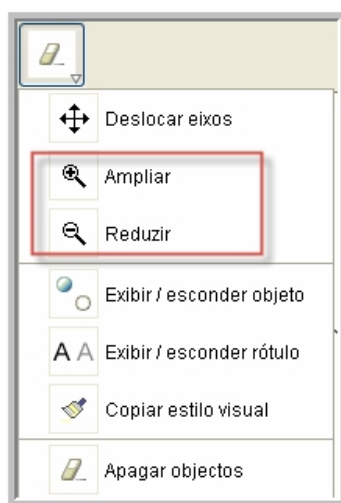 Deslocar eixos
Ampliar
Reduzir
Exibir / esconder objeto
A A Exibir / esconder rótulo
Copiar estilo visual
Apagar objectos